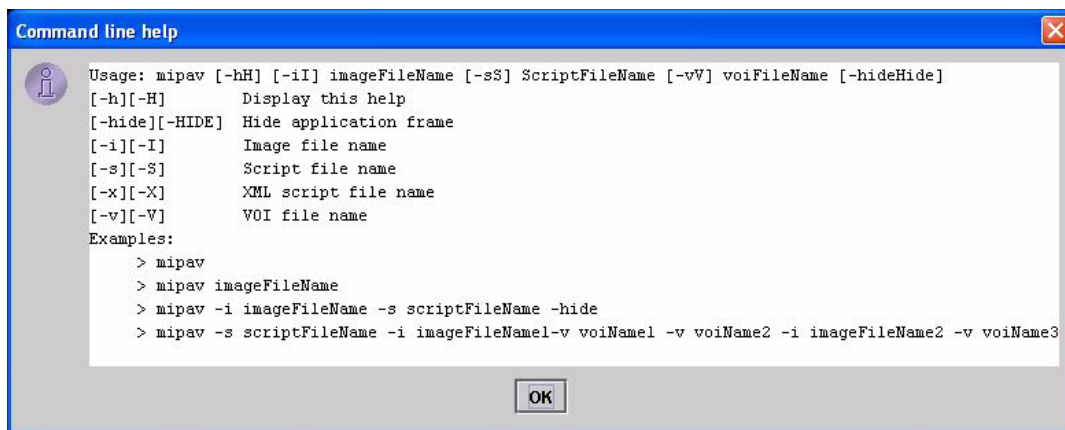 Command line help
Usage: mipav [-hH] [-iI] imageFileName [-sS] ScriptFileName [-vV] voiFileName [-hideHide]
[-h][-H] Display this help
[-hide][-HIDE] Hide application frame
[-i][-I] Image file name
[-s][-S] Script file name
[-x][-X] XML script file name
[-v][-V] VOI file name
Examples:
> mipav
> mipav imageFileName
> mipav -i imageFileName -s scriptFileName -hide
> mipav -s scriptFileName -i imageFileName1-v voiName1 -v voiName2 -i imageFileName2 -v voiName3
OK